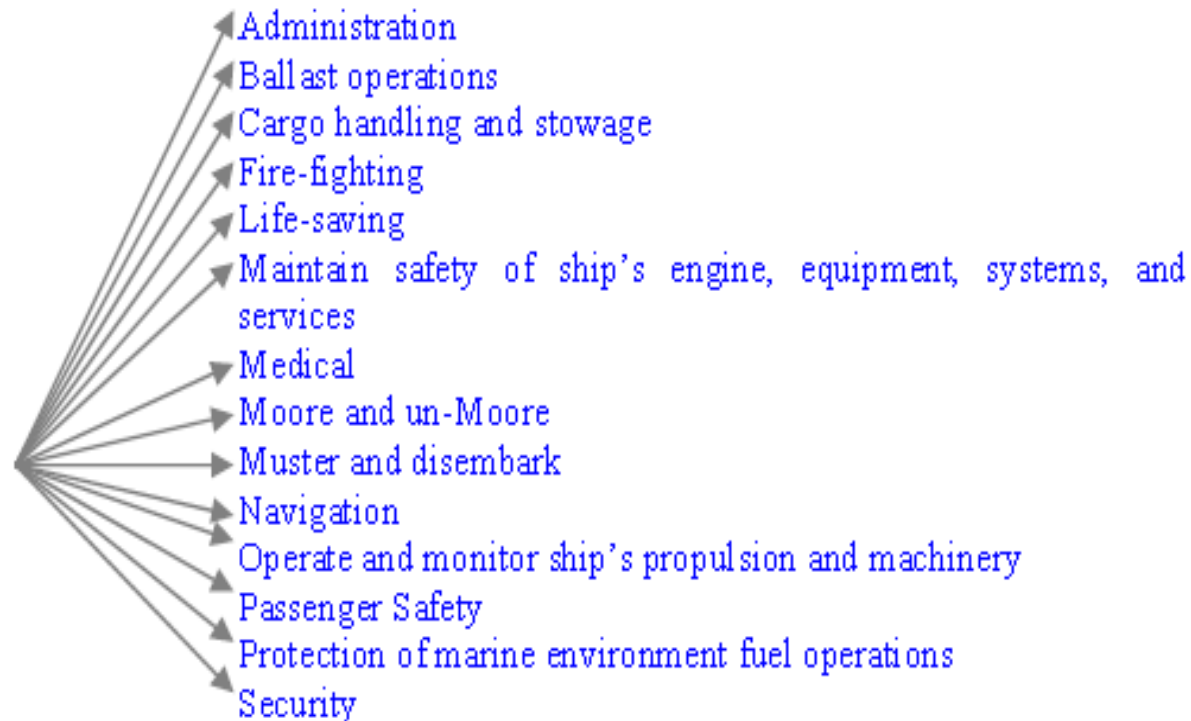 Administration
Ballast operations
Cargo handling and stowage
Fire-fighting
Life-saving
Maintain safety of ship's engine, equipment, systems, and
services
Medical
Moore and un-Moore
Muster and disembark
Navigation
Operate and monitor ship's propulsion and machinery
Passenger Safety
Protection of marine environment fuel operations
Security